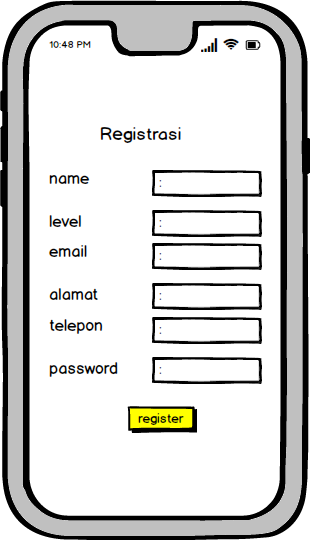 10:48 PM
Registrasi
name :
level :
email :
alamat :
telepon :
password :
register